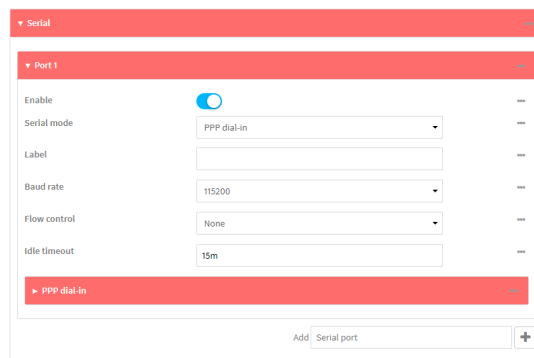 ▾ Serial
▾ Port 1
Enable
Serial mode PPP dial-in
Label
Baud rate 115200
Flow control None
Idle timeout 15m
▸ PPP dial-in
Add Serial port